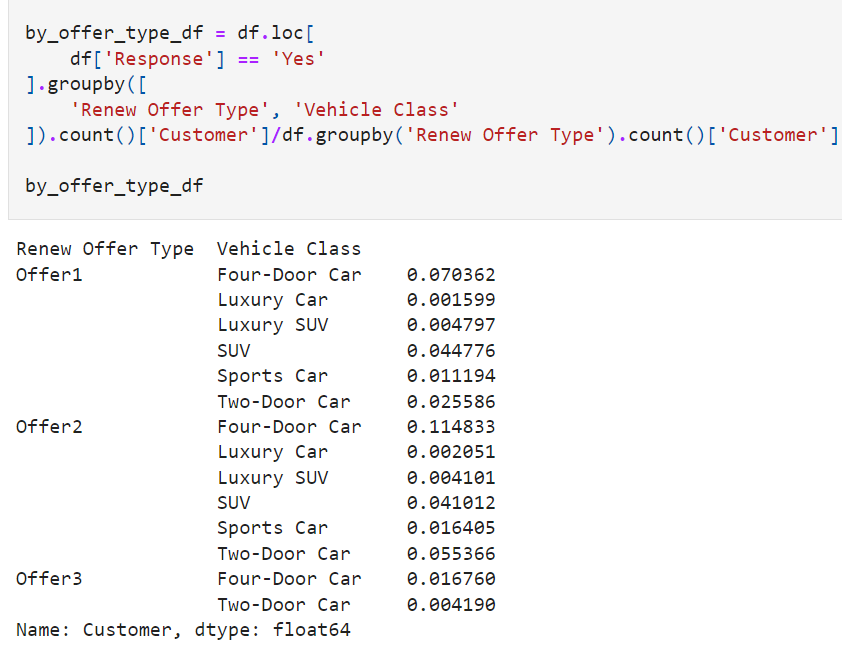 by_offer_type_df = df.loc[
    df['Response'] == 'Yes'
].groupby([
    'Renew Offer Type', 'Vehicle Class'
]).count()['Customer']/df.groupby('Renew Offer Type').count()['Customer']
by_offer_type_df
Renew Offer Type  Vehicle Class
Offer1            Four-Door Car    0.070362
                  Luxury Car       0.001599
                  Luxury SUV       0.004797
                  SUV              0.044776
                  Sports Car       0.011194
                  Two-Door Car     0.025586
Offer2            Four-Door Car    0.114833
                  Luxury Car       0.002051
                  Luxury SUV       0.004101
                  SUV              0.041012
                  Sports Car       0.016405
                  Two-Door Car     0.055366
Offer3            Four-Door Car    0.016760
                  Two-Door Car     0.004190
Name: Customer, dtype: float64